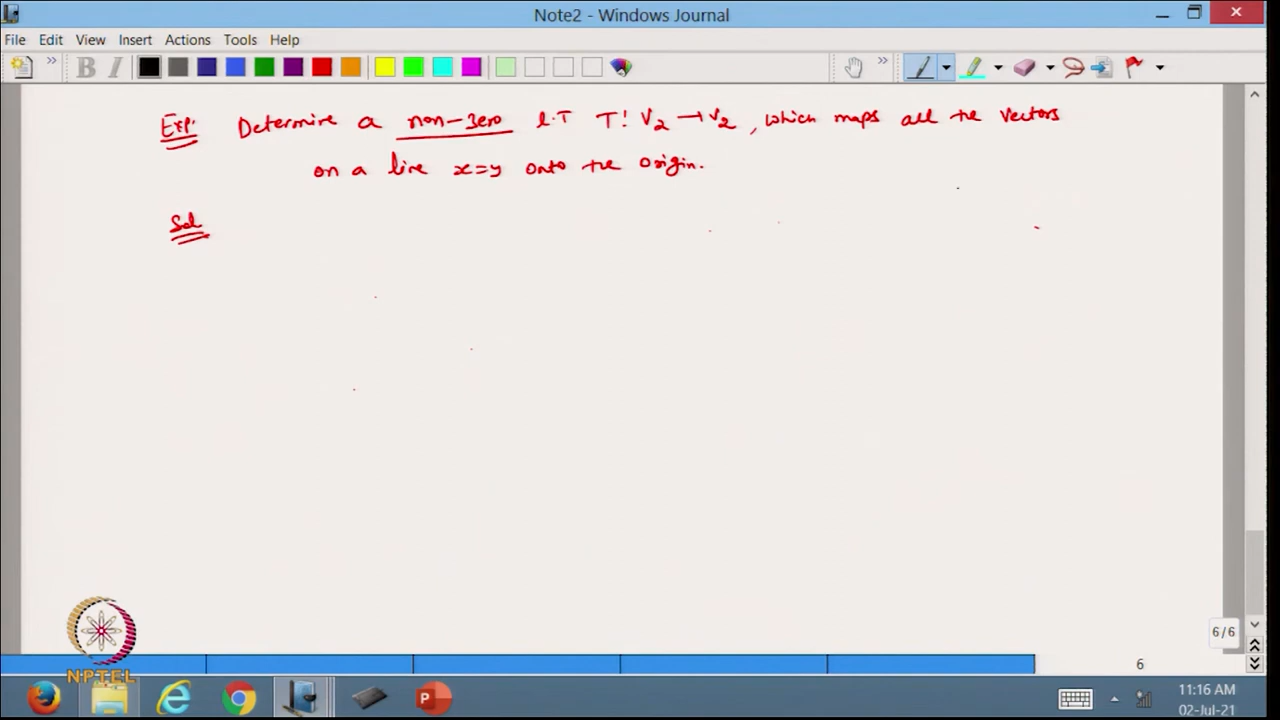 Note2 - Windows Journal
File Edit View Insert Actions Tools Help
Exp: Determine a non-zero l.T T: V2 → V2, which maps all the vectors
on a line x=y onto the origin.
Sol
6/6
NPTEL
6
11:16 AM
02-Jul-21